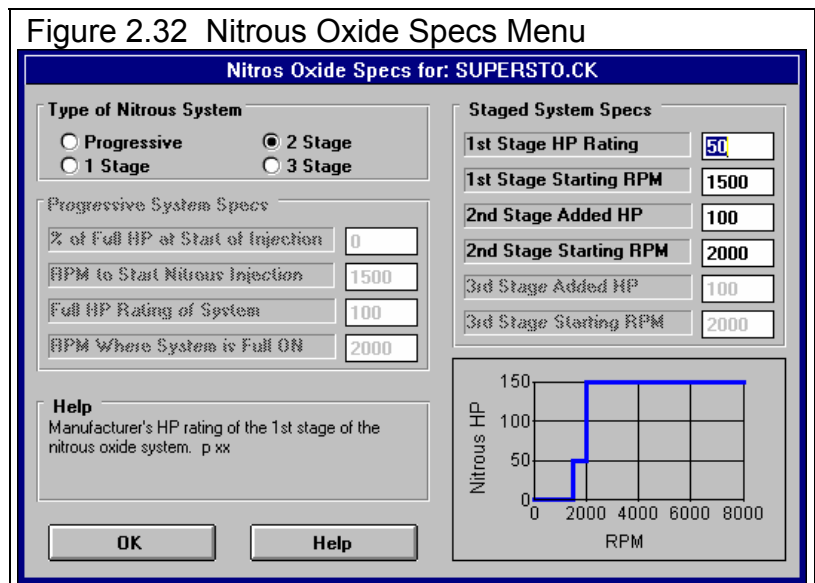 Figure 2.32 Nitrous Oxide Specs Menu
Nitros Oxide Specs for: SUPERSTO.CK
Type of Nitrous System
Progressive
2 Stage
1 Stage
3 Stage
Progressive System Specs
% of Full HP at Start of Injection 0
RPM to Start Nitrous Injection 1500
Full HP Rating of System 100
RPM Where System is Full ON 2000
Help
Manufacturer's HP rating of the 1st stage of the
nitrous oxide system. p xx
OK
Help
Staged System Specs
1st Stage HP Rating 50
1st Stage Starting RPM 1500
2nd Stage Added HP 100
2nd Stage Starting RPM 2000
3rd Stage Added HP 100
3rd Stage Starting RPM 2000
Nitrous HP
150
100
50
0
0 2000 4000 6000 8000
RPM